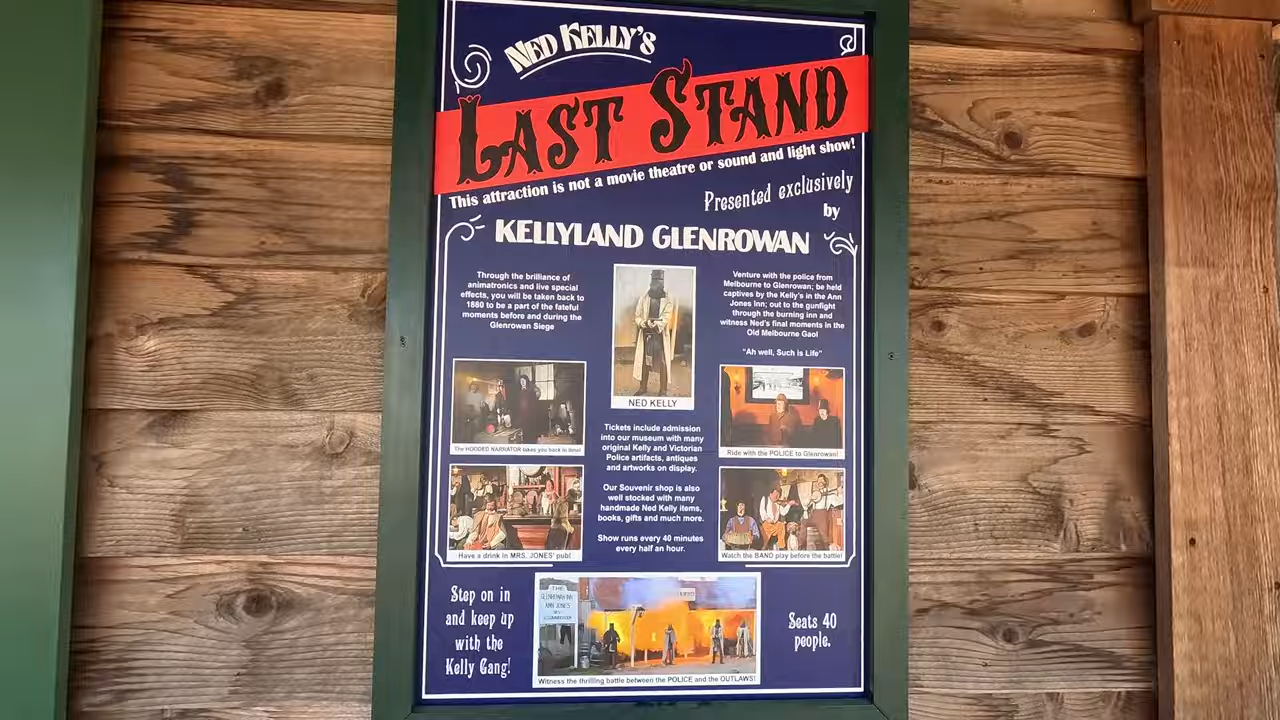 NED KELLY'S
LAST STAND
This attraction is not a movie theatre or sound and light show!
Presented exclusively
by
KELLYLAND GLENROWAN
Through the brilliance of
animatronics and live special
effects, you will be taken back to
1880 to be a part of the fateful
moments before and during the
Glenrowan Siege
Venture with the police from
Melbourne to Glenrowan; be held
captives by the Kelly's in the Ann
Jones Inn; out to the gunfight
through the burning inn and
witness Ned's final moments in the
Old Melbourne Gaol
"Ah well, Such is Life"
NED KELLY
The HOODED NARRATOR takes you back in time!
Ride with the POLICE to Glenrowan!
Tickets include admission
into our museum with many
original Kelly and Victorian
Police artifacts, antiques
and artworks on display.
Our Souvenir shop is also
well stocked with many
handmade Ned Kelly items,
books, gifts and much more.
Show runs every 40 minutes
every half an hour.
Have a drink in MRS. JONES' pub!
Watch the BAND play before the battle!
Step on in
and keep up
with the
Kelly Gang!
THE
GLENROWAN INN
ANN JONES
Witness the thrilling battle between the POLICE and the OUTLAWS!
Seats 40
people.